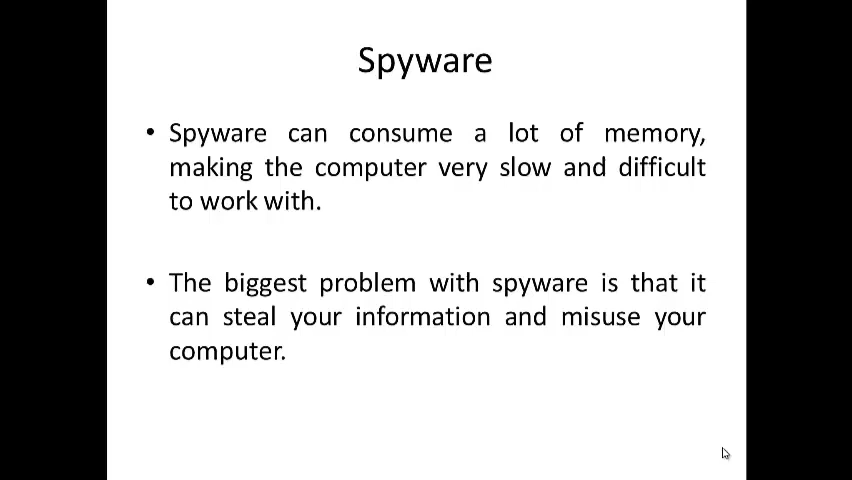 Spyware
• Spyware can consume a lot of memory,
making the computer very slow and difficult
to work with.
• The biggest problem with spyware is that it
can steal your information and misuse your
computer.